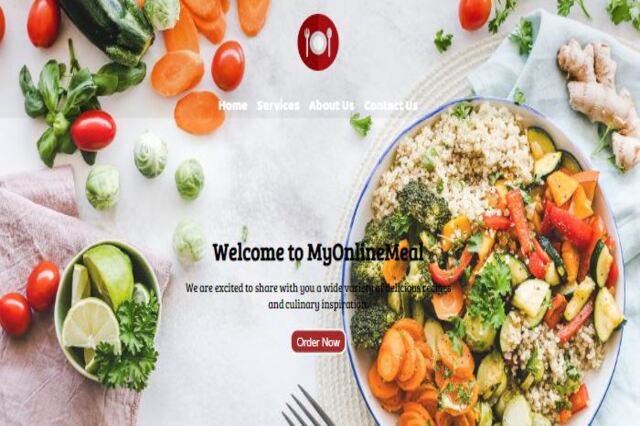 Home Services About Us Contact Us
Welcome to MyOnlineMeal
We are excited to share with you a wide variety of delicious recipes
and culinary inspiration.
Order Now